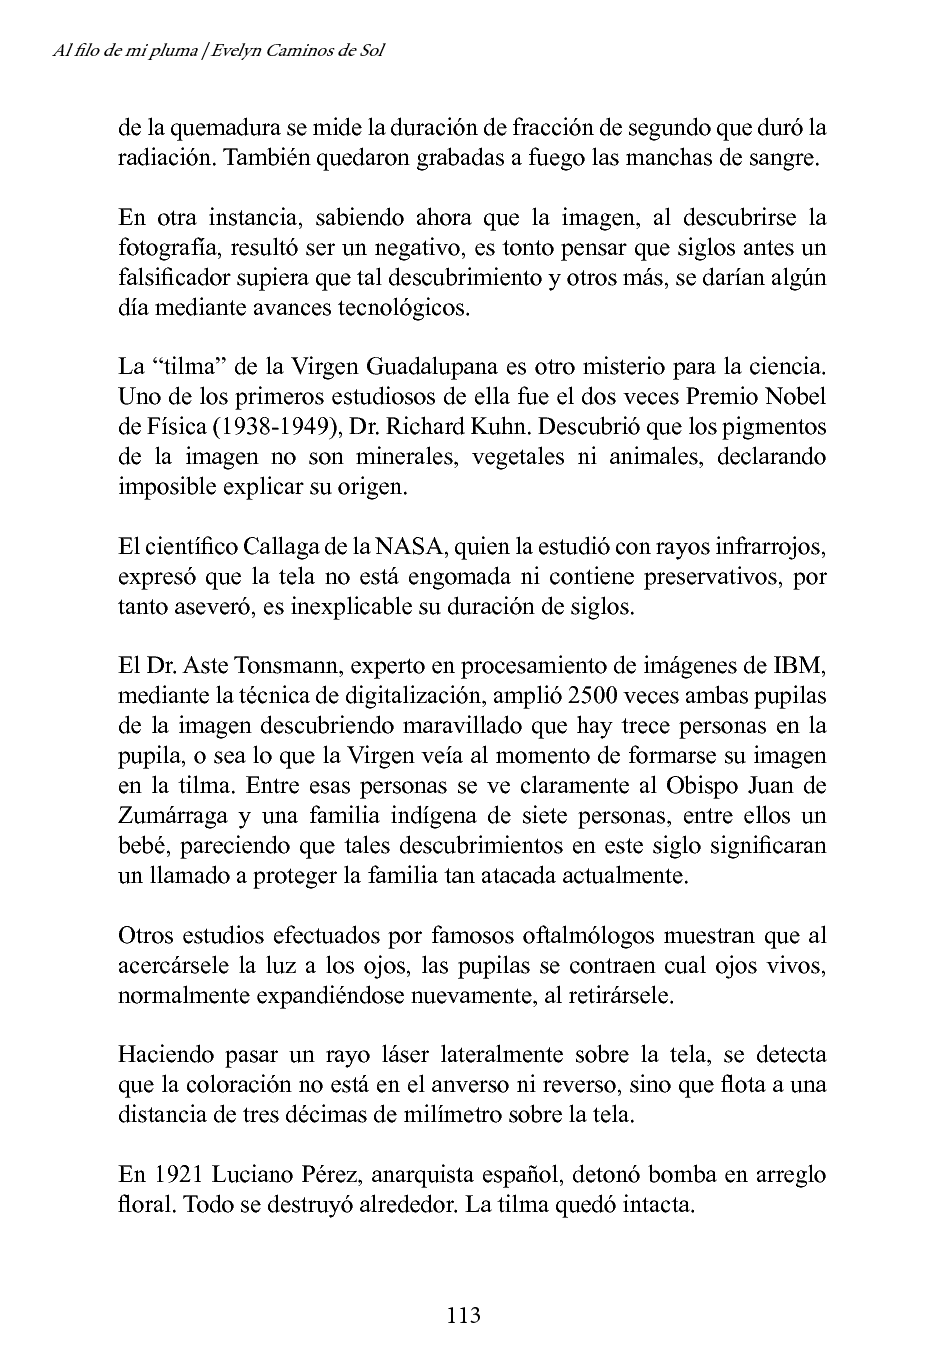 Al filo de mi pluma | Evelyn Caminos de Sol
de la quemadura se mide la duración de fracción de segundo que duró la
radiación. También quedaron grabadas a fuego las manchas de sangre.
En otra instancia, sabiendo ahora que la imagen, al descubrirse la
fotografía, resultó ser un negativo, es tonto pensar que siglos antes un
falsificador supiera que tal descubrimiento y otros más, se darían algún
día mediante avances tecnológicos.
La “tilma” de la Virgen Guadalupana es otro misterio para la ciencia.
Uno de los primeros estudiosos de ella fue el dos veces Premio Nobel
de Física (1938-1949), Dr. Richard Kuhn. Descubrió que los pigmentos
de la imagen no son minerales, vegetales ni animales, declarando
imposible explicar su origen.
El científico Callaga de la NASA, quien la estudió con rayos infrarrojos,
expresó que la tela no está engomada ni contiene preservativos, por
tanto aseveró, es inexplicable su duración de siglos.
El Dr. Aste Tonsmann, experto en procesamiento de imágenes de IBM,
mediante la técnica de digitalización, amplió 2500 veces ambas pupilas
de la imagen descubriendo maravillado que hay trece personas en la
pupila, o sea lo que la Virgen veía al momento de formarse su imagen
en la tilma. Entre esas personas se ve claramente al Obispo Juan de
Zumárraga y una familia indígena de siete personas, entre ellos un
bebé, pareciendo que tales descubrimientos en este siglo significaran
un llamado a proteger la familia tan atacada actualmente.
Otros estudios efectuados por famosos oftalmólogos muestran que al
acercársele la luz a los ojos, las pupilas se contraen cual ojos vivos,
normalmente expandiéndose nuevamente, al retirársele.
Haciendo pasar un rayo láser lateralmente sobre la tela, se detecta
que la coloración no está en el anverso ni reverso, sino que flota a una
distancia de tres décimas de milímetro sobre la tela.
En 1921 Luciano Pérez, anarquista español, detonó bomba en arreglo
floral. Todo se destruyó alrededor. La tilma quedó intacta.
113